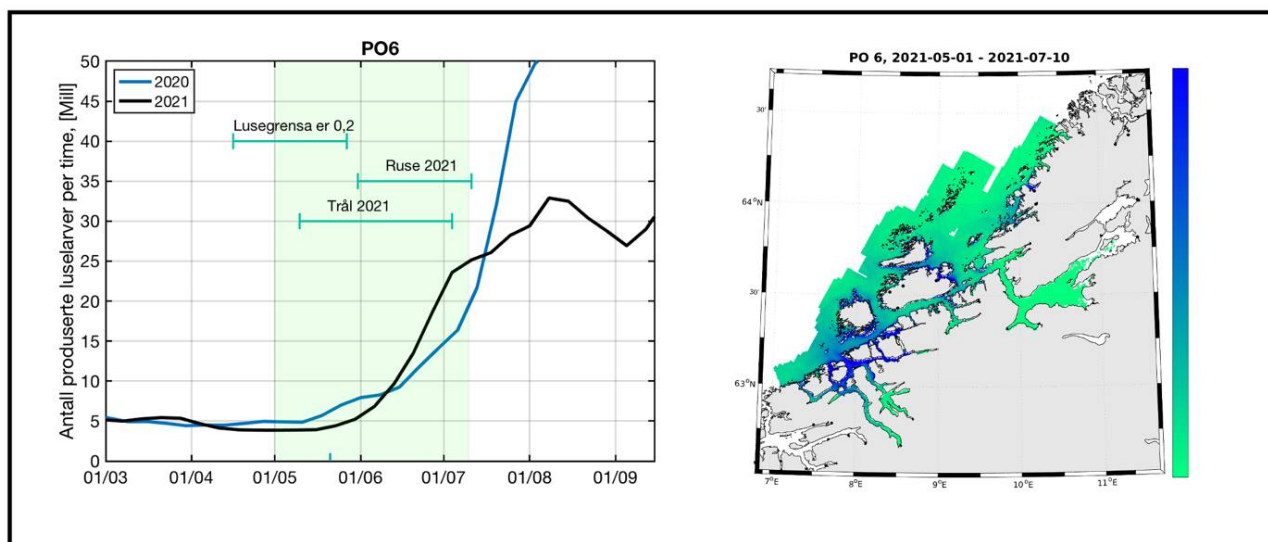 PO6
Antall produserte luselarver per time, [Mill]
50
45
40
35
30
25
20
15
10
5
0
2020
2021
Lusegrensa er 0,2
Ruse 2021
Trål 2021
01/03 01/04 01/05 01/06 01/07 01/08 01/09
PO 6, 2021-05-01 - 2021-07-10
30'
64°N
30'
63°N
7°E 8°E 9°E 10°E 11°E